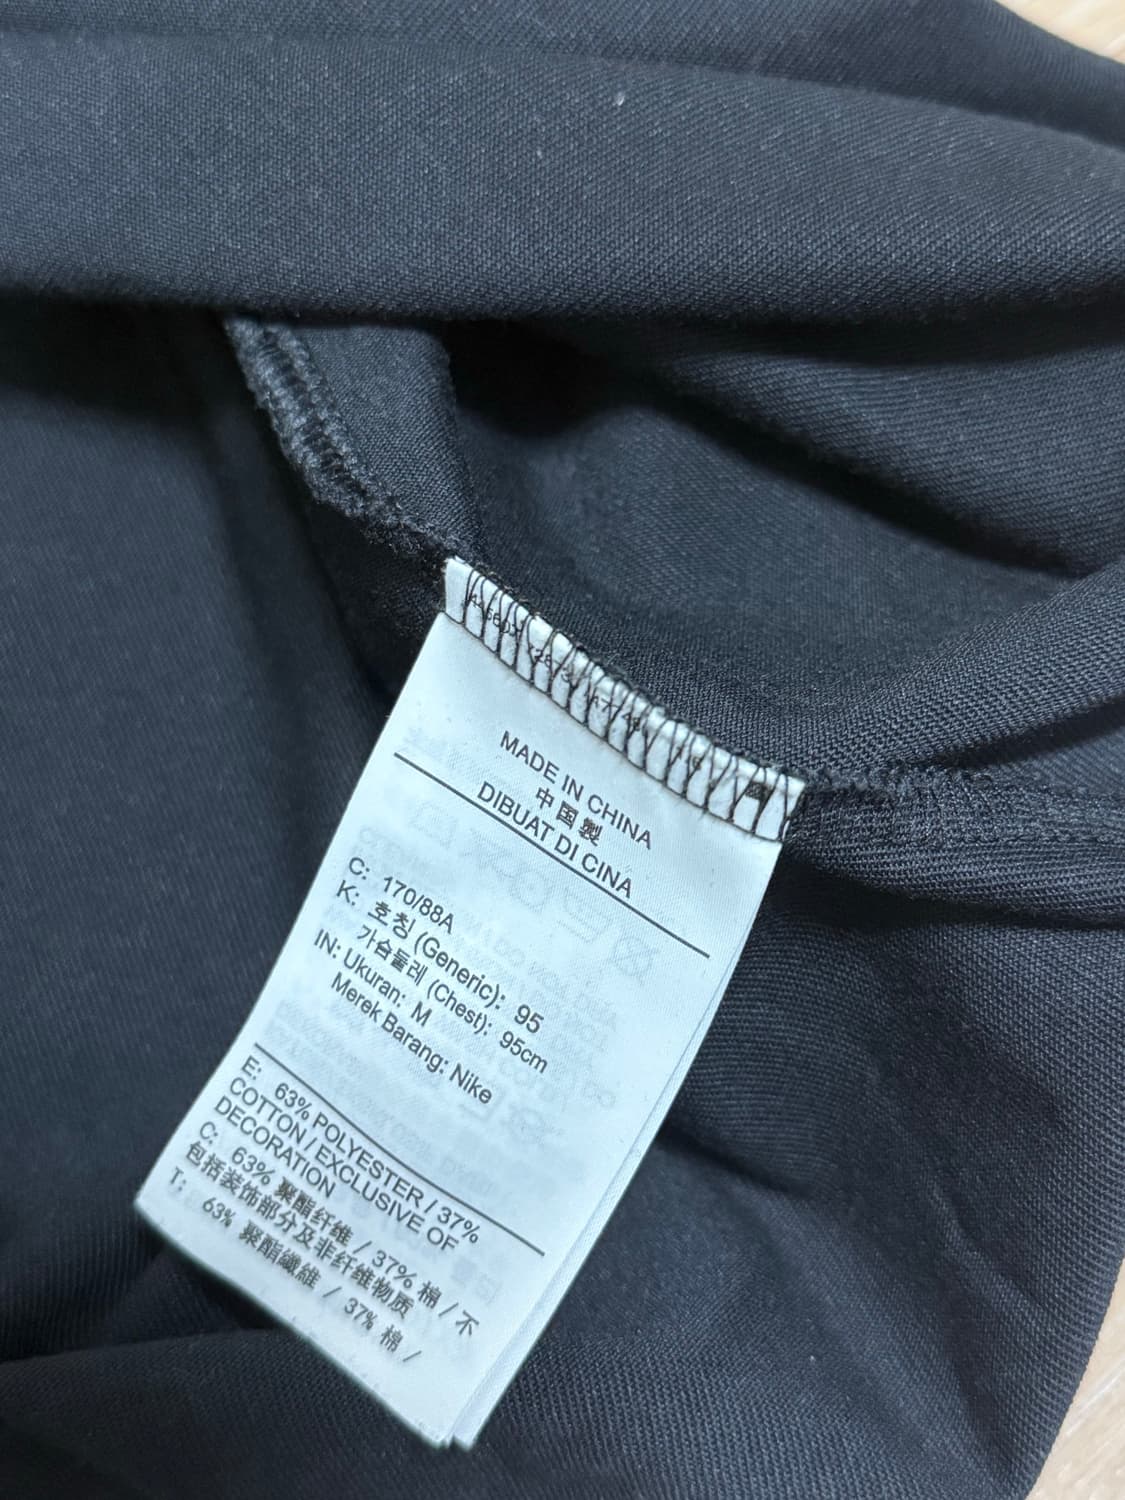 MADE IN CHINA
中国製
DIBUAT DI CINA
C: 170/88A
K: 호칭 (Generic): 95
가슴둘레 (Chest): 95cm
IN: Ukuran: M
Merek Barang: Nike
E: 63% POLYESTER / 37%
COTTON / EXCLUSIVE OF
DECORATION
C: 63% 聚酯纤维 / 37% 棉 / 不
包括装饰部分及非纤维物质
T: 63% 聚酯纖維 / 37% 棉 /